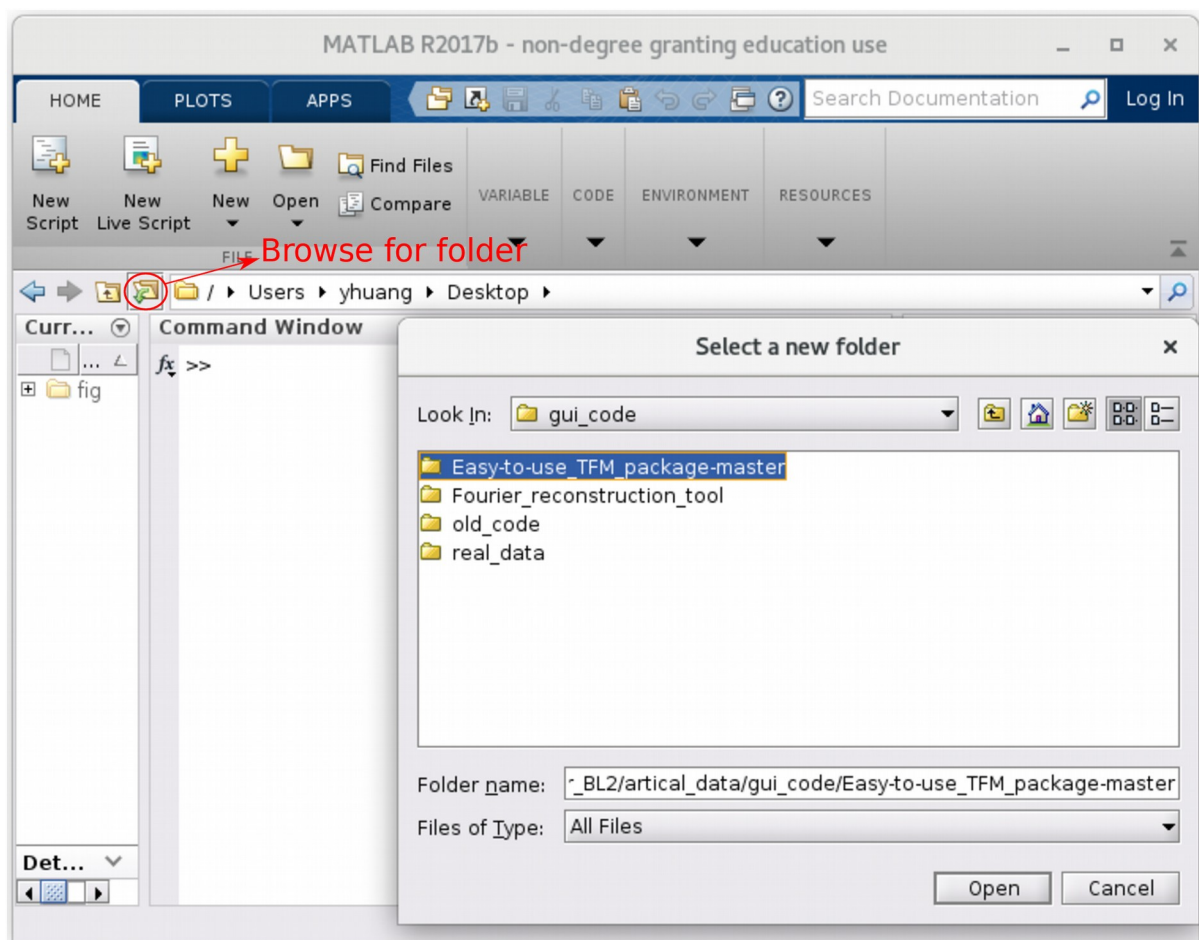 MATLAB R2017b - non-degree granting education use
HOME PLOTS APPS Search Documentation Log In
Find Files
New New New Open VARIABLE CODE ENVIRONMENT RESOURCES
Compare
Script Live Script
FILE Browse for folder
/ Users yhuang Desktop
Curr... Command Window
Select a new folder
... fx >>
fig
Look In: gui_code
Easy-to-use_TFM_package-master
Fourier_reconstruction_tool
old_code
real_data
Folder name: r_BL2/artical_data/gui_code/Easy-to-use_TFM_package-master
Files of Type: All Files
Det...
Open Cancel